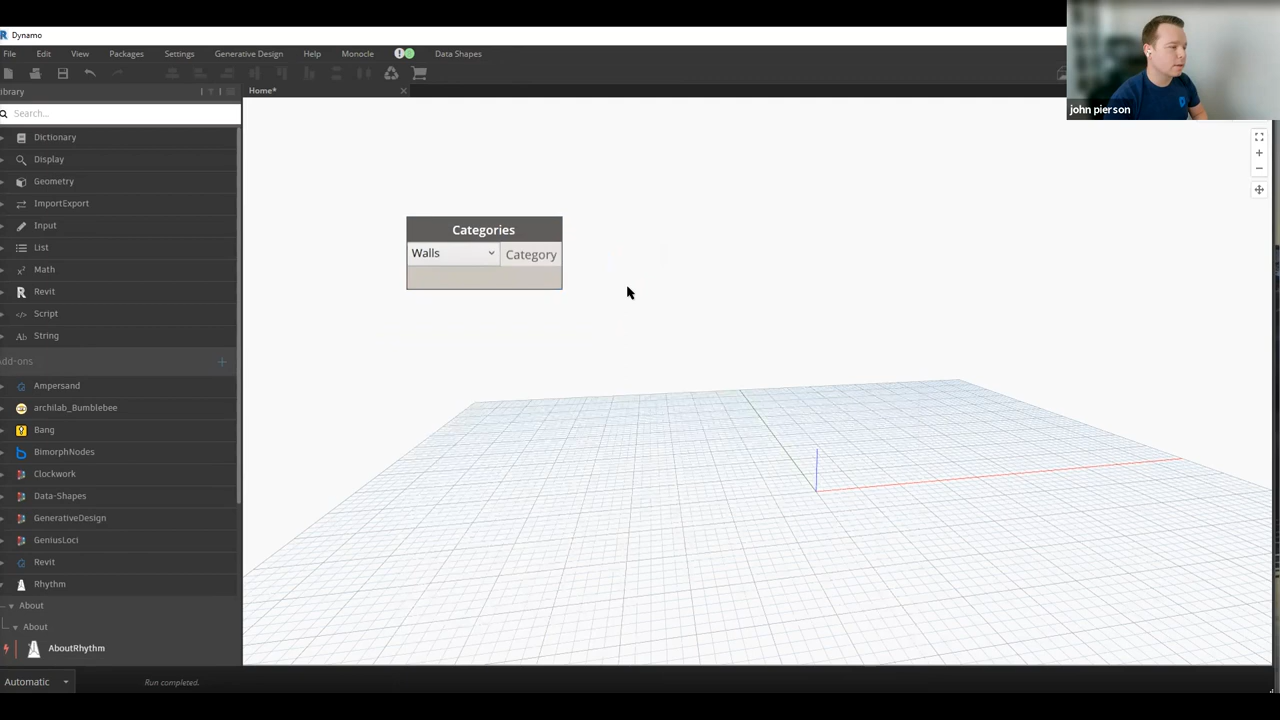 Dynamo
File Edit View Packages Settings Generative Design Help Monocle Data Shapes
ibrary
Home*
Search...
Dictionary
Display
Geometry
ImportExport
Input
List
Math
Revit
Script
String
dd-ons
Ampersand
archilab_Bumblebee
Bang
BimorphNodes
Clockwork
Data-Shapes
GenerativeDesign
GeniusLoci
Revit
Rhythm
About
About
AboutRhythm
Automatic
Run completed.
Categories
Walls
Category
john pierson